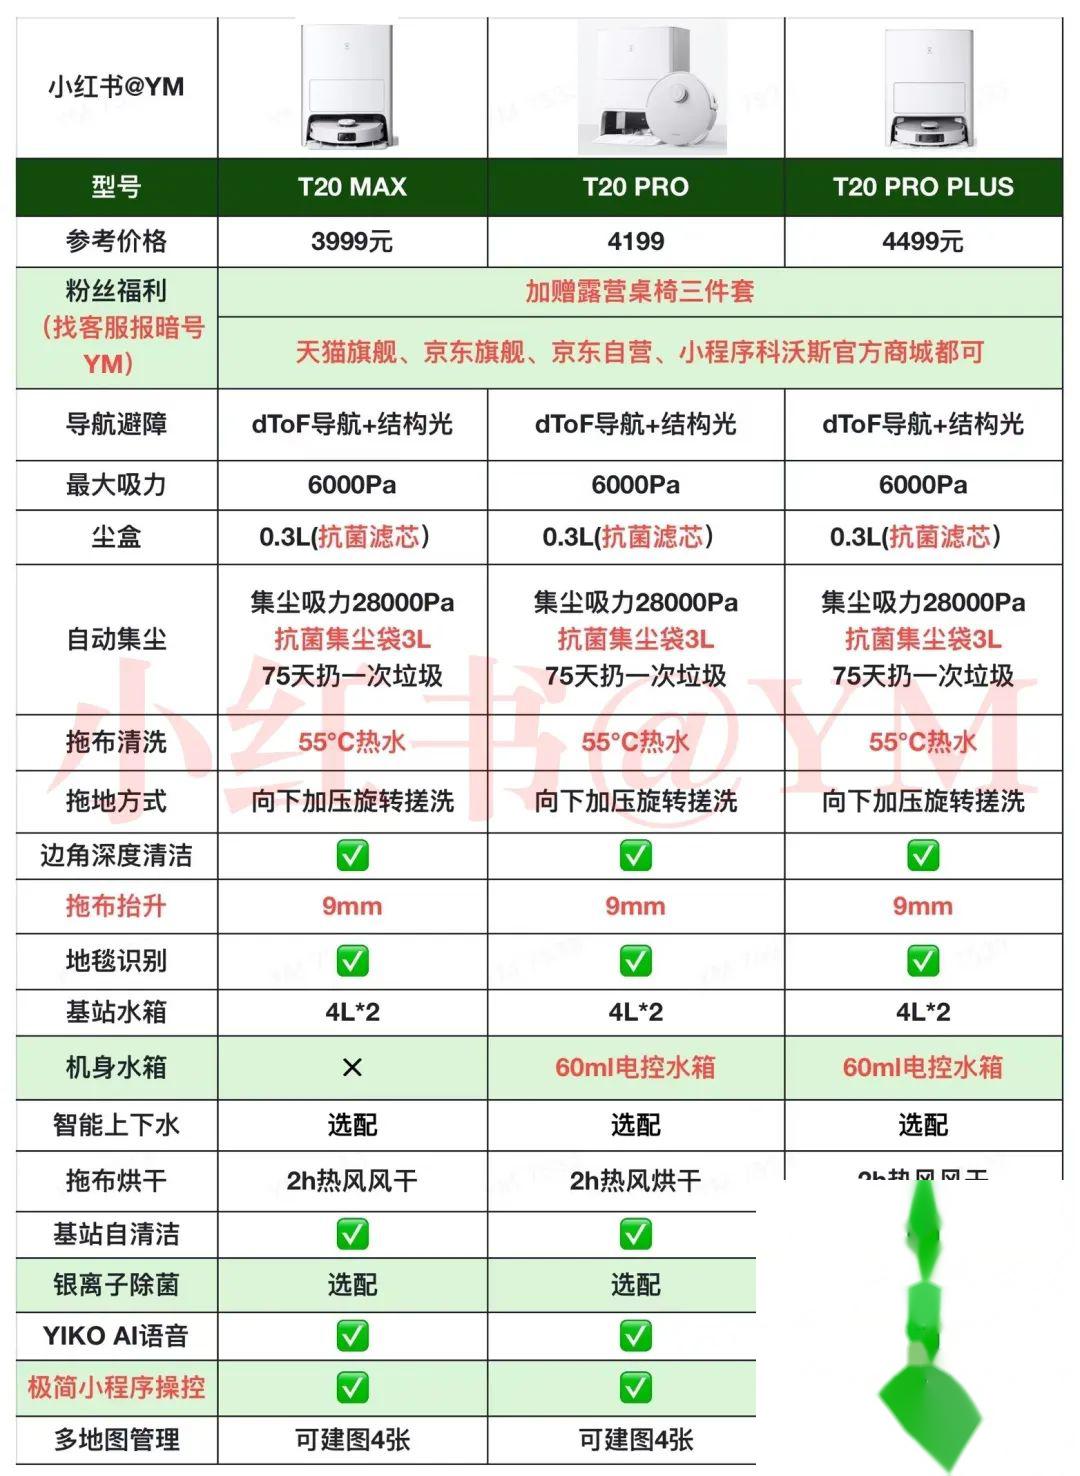 小红书@YM
型号 T20 MAX T20 PRO T20 PRO PLUS
参考价格 3999元 4199 4499元
粉丝福利
（找客服报暗号
YM）
加赠露营桌椅三件套
天猫旗舰、京东旗舰、京东自营、小程序科沃斯官方商城都可
导航避障 dToF导航+结构光 dToF导航+结构光 dToF导航+结构光
最大吸力 6000Pa 6000Pa 6000Pa
尘盒 0.3L(抗菌滤芯） 0.3L(抗菌滤芯） 0.3L(抗菌滤芯）
集尘吸力28000Pa 集尘吸力28000Pa 集尘吸力28000Pa
自动集尘 抗菌集尘袋3L 抗菌集尘袋3L 抗菌集尘袋3L
75天扔一次垃圾 75天扔一次垃圾 75天扔一次垃圾
小红书@YM
拖布清洗 55°C热水 55°C热水 55°C热水
拖地方式 向下加压旋转搓洗 向下加压旋转搓洗 向下加压旋转搓洗
边角深度清洁 ✅ ✅ ✅
拖布抬升 9mm 9mm 9mm
地毯识别 ✅ ✅ ✅
基站水箱 4L*2 4L*2 4L*2
机身水箱 × 60ml电控水箱 60ml电控水箱
智能上下水 选配 选配 选配
拖布烘干 2h热风风干 2h热风烘干
基站自清洁 ✅ ✅
银离子除菌 选配 选配
YIKO AI语音 ✅ ✅
极简小程序操控 ✅ ✅
多地图管理 可建图4张 可建图4张